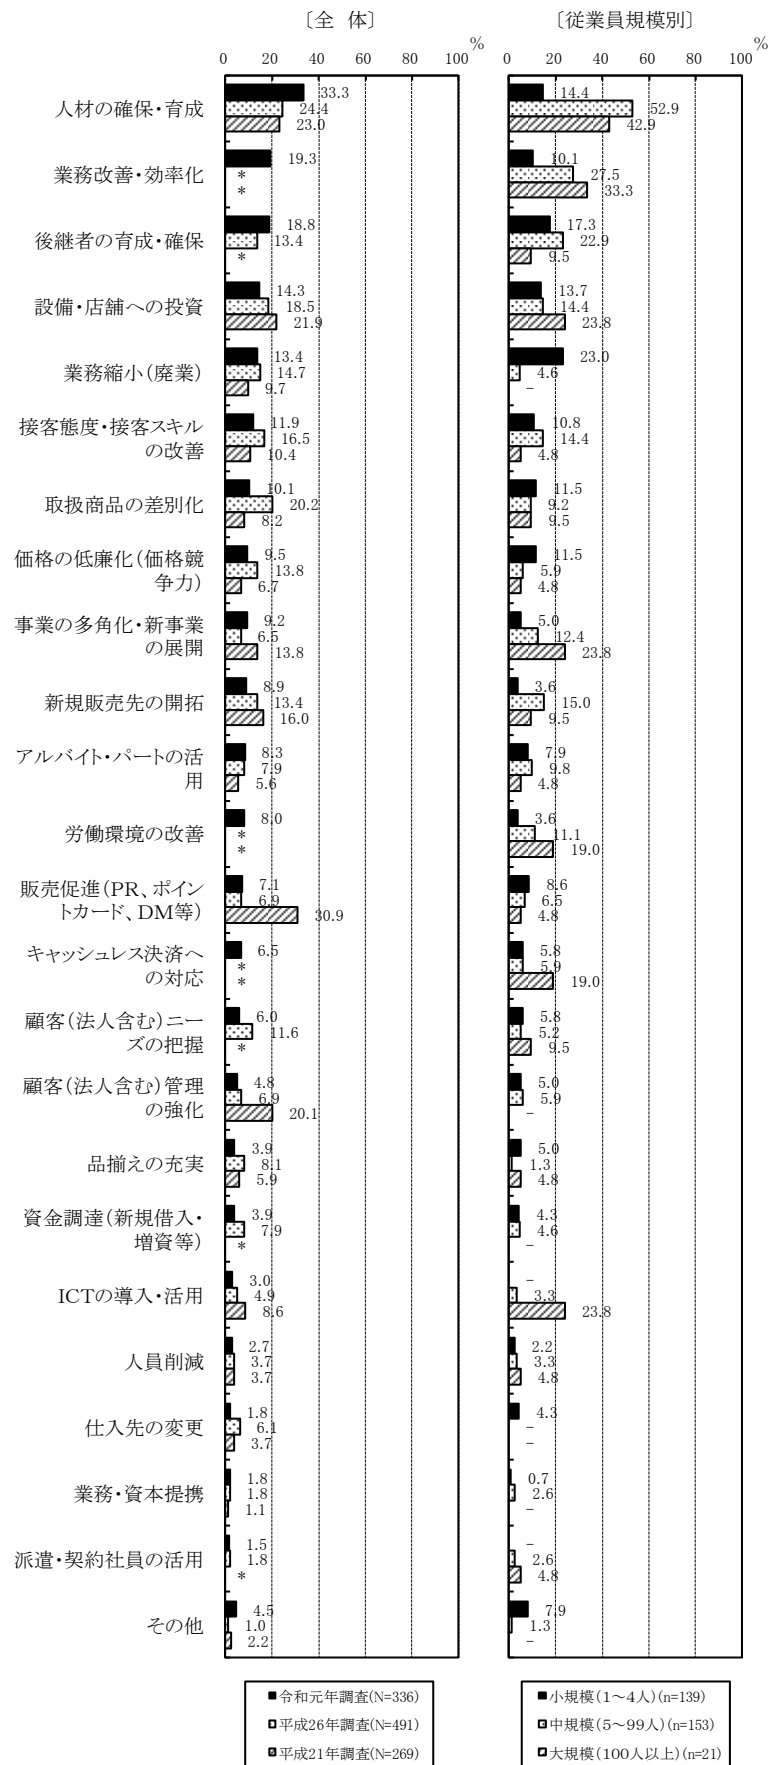 〔全 体〕 〔従業員規模別〕
% %
0 20 40 60 80 100 0 20 40 60 80 100
人材の確保・育成 33.3 24.4 23.0 14.4 52.9 42.9
業務改善・効率化 19.3 * * 10.1 27.5 33.3
後継者の育成・確保 18.8 13.4 * 17.3 22.9 9.5
設備・店舗への投資 14.3 18.5 21.9 13.7 14.4 23.8
業務縮小(廃業) 13.4 14.7 9.7 23.0 4.6 -
接客態度・接客スキル
の改善 11.9 16.5 10.4 10.8 14.4 4.8
取扱商品の差別化 10.1 20.2 8.2 11.5 9.2 9.5
価格の低廉化(価格競
争力) 9.5 13.8 6.7 11.5 5.9 4.8
事業の多角化・新事業
の展開 9.2 6.5 13.8 5.0 12.4 23.8
新規販売先の開拓 8.9 13.4 16.0 3.6 15.0 9.5
アルバイト・パートの活
用 8.3 7.9 5.6 7.9 9.8 4.8
労働環境の改善 8.0 * * 3.6 11.1 19.0
販売促進(PR、ポイン
トカード、DM等) 7.1 6.9 30.9 8.6 6.5 4.8
キャッシュレス決済へ
の対応 6.5 * * 5.8 5.9 19.0
顧客(法人含む)ニー
ズの把握 6.0 11.6 * 5.8 5.2 9.5
顧客(法人含む)管理
の強化 4.8 6.9 20.1 5.0 5.9 -
品揃えの充実 3.9 8.1 5.9 5.0 1.3 4.8
資金調達(新規借入・
増資等) 3.9 7.9 * 4.3 4.6 -
ICTの導入・活用 3.0 4.9 8.6 - 3.3 23.8
人員削減 2.7 3.7 3.7 2.2 3.3 4.8
仕入先の変更 1.8 6.1 3.7 4.3 - -
業務・資本提携 1.8 1.8 1.1 0.7 2.6 -
派遣・契約社員の活用 1.5 1.8 * - 2.6 4.8
その他 4.5 1.0 2.2 7.9 1.3 -
令和元年調査(N=336) 小規模(1～4人)(n=139)
平成26年調査(N=491) 中規模(5～99人)(n=153)
平成21年調査(N=269) 大規模(100人以上)(n=21)